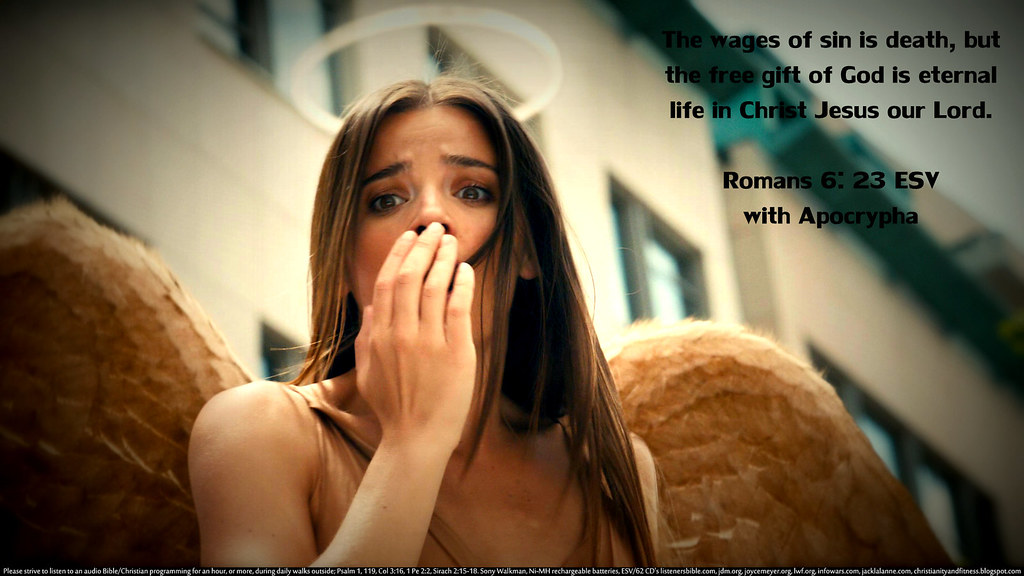 The wages of sin is death, but
the free gift of God is eternal
life in Christ Jesus our Lord.
Romans 6: 23 ESV
with Apocrypha
Please strive to listen to an audio Bible/Christian programming for an hour, or more, during daily walks outside; Psalm 1, 119, Col 3:16, 1 Pe 2:2, Sirach 2:15-18. Sony Walkman, Ni-MH rechargeable batteries, ESV/62 CD's listenersbible.com, jdm.org, joycemeyer.org, lwf.org, infowars.com, jacklalanne.com, christianityandfitness.blogspot.com